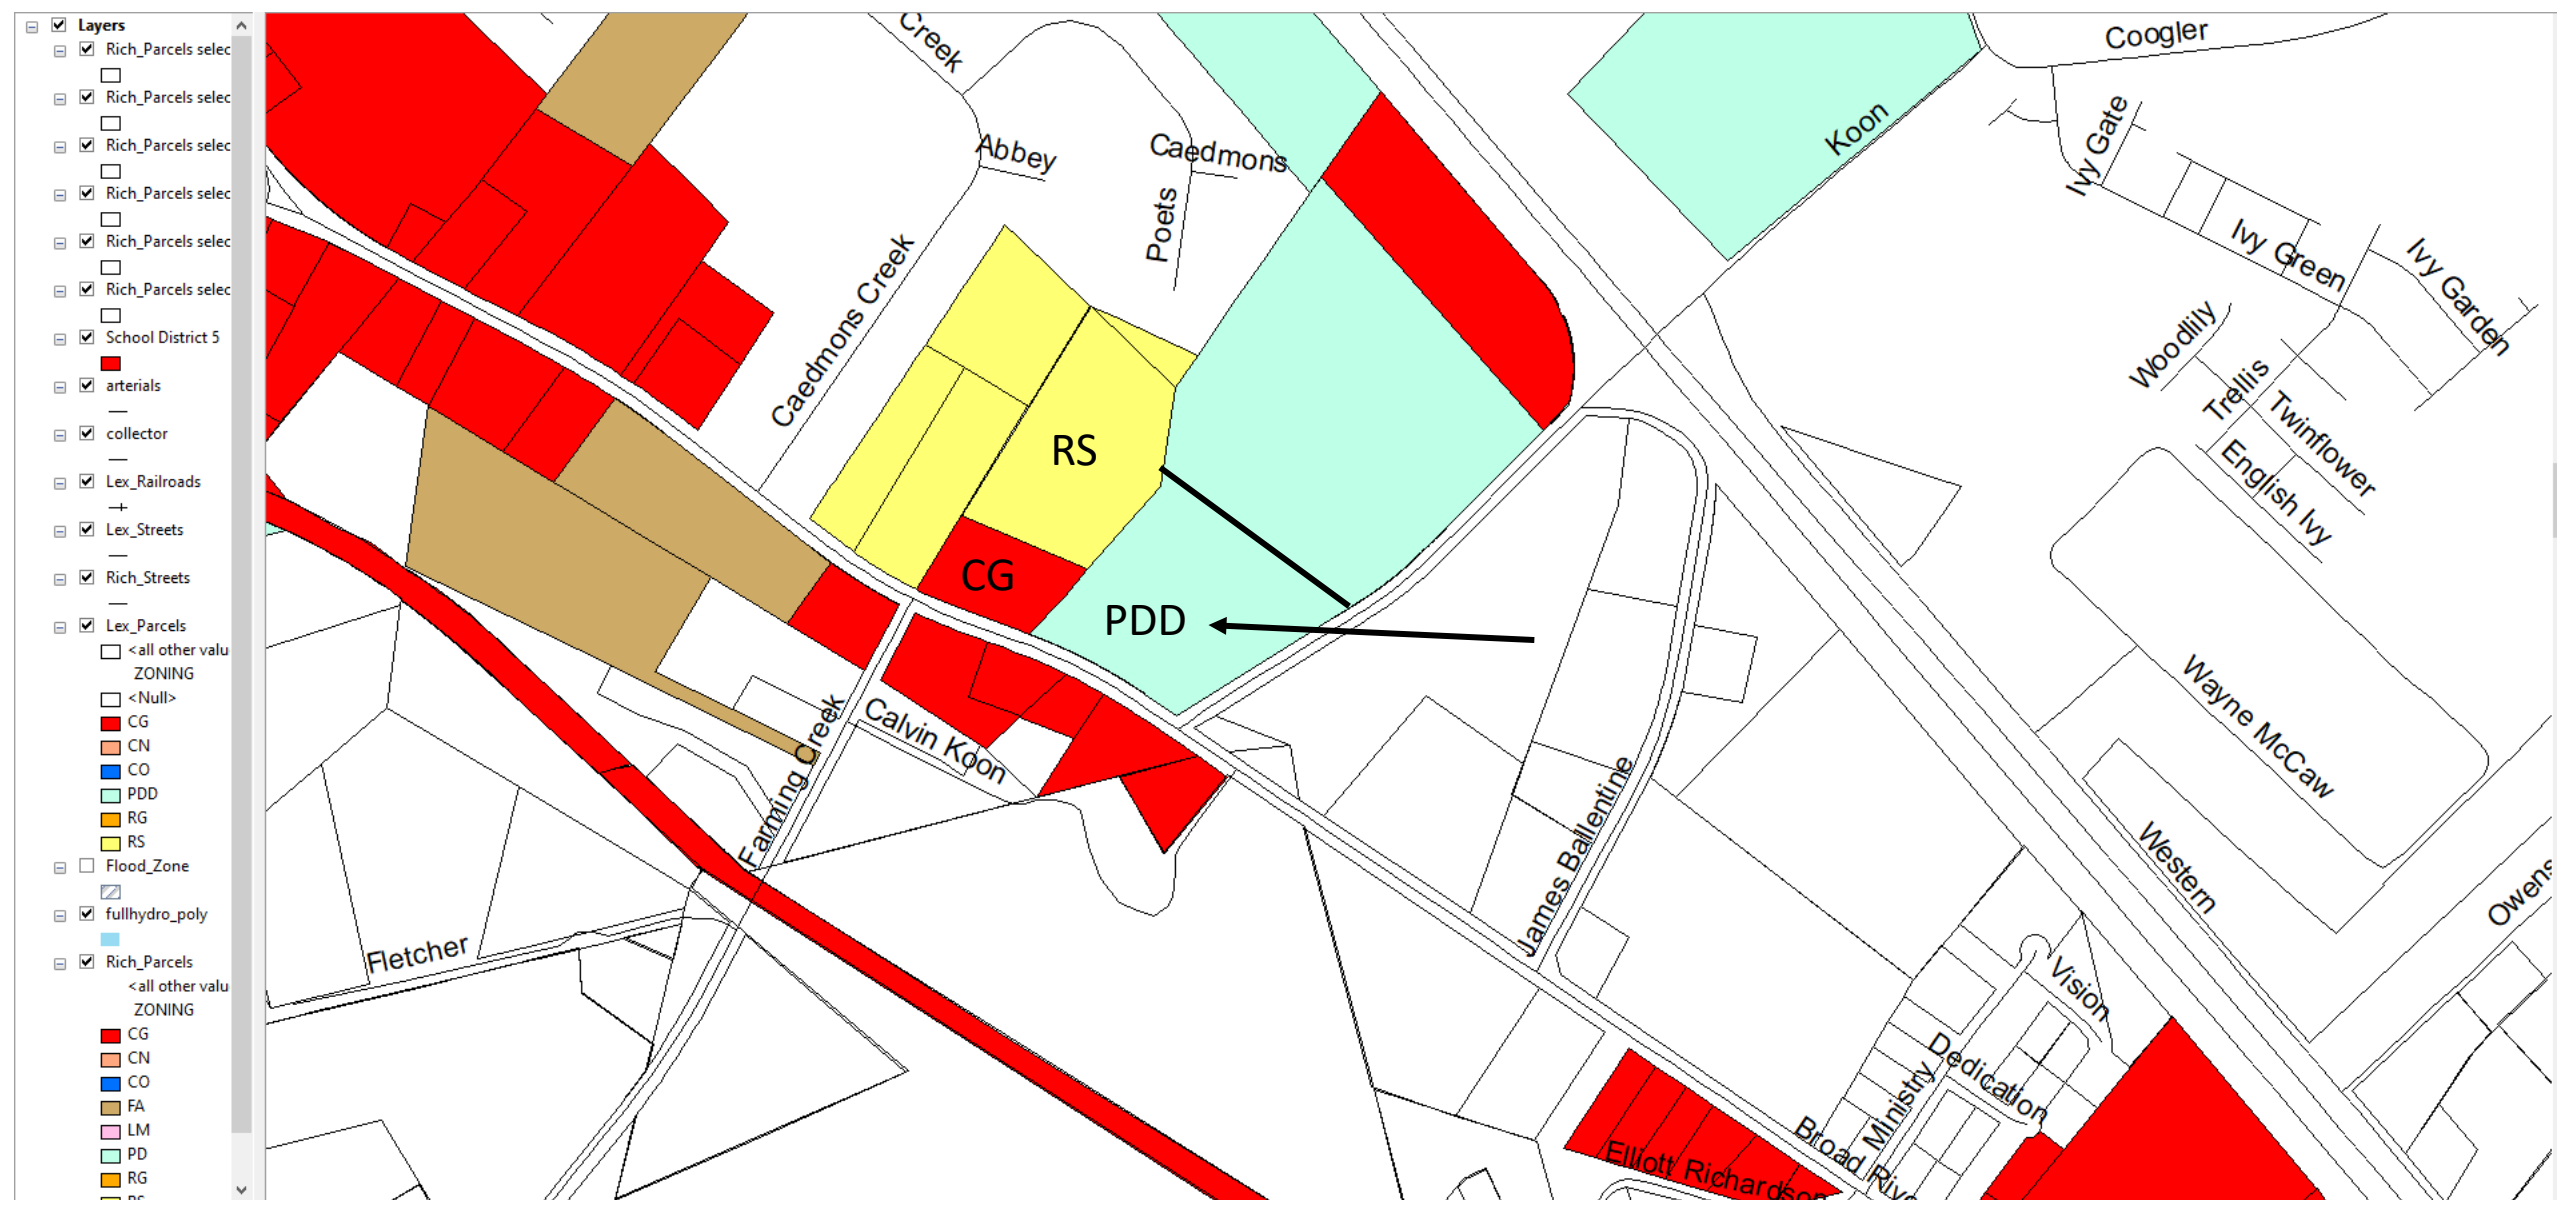 Layers
Rich_Parcels selec
Rich_Parcels selec
Rich_Parcels selec
Rich_Parcels selec
Rich_Parcels selec
Rich_Parcels selec
School District 5
arterials
collector
Lex_Railroads
Lex_Streets
Rich_Streets
Lex_Parcels
<all other valu
ZONING
<Null>
CG
CN
CO
PDD
RG
RS
Flood_Zone
fullhydro_poly
Rich_Parcels
<all other valu
ZONING
CG
CN
CO
FA
LM
PD
RG
RS
Creek
Abbey
Caedmons
Poets
Caedmons Creek
Coogler
Koon
Ivy Gate
Ivy Green
Ivy Garden
Woodlilly
Trellis
Twinflower
English Ivy
RS
CG
PDD
Farming Creek
Calvin Koon
James Ballentine
Wayne McCaw
Western
Owens
Fletcher
Vision
Dedication
Ministry
Broad Rive
Elliott Richardson